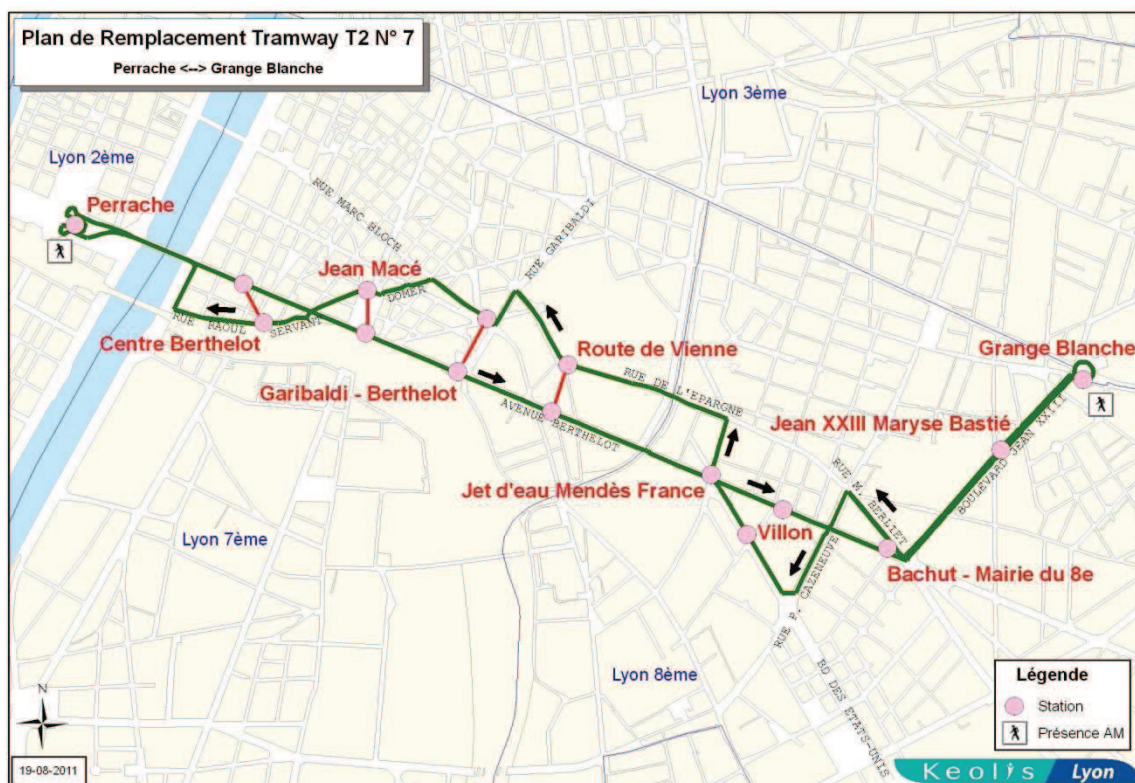 Plan de Remplacement Tramway T2 N° 7
Perrache <--> Grange Blanche
Lyon 3ème
Lyon 2ème
Perrache
RUE MARC BLOCH
RUE GARIBALDI
Jean Macé
DOMER
RUE RAOUL SERVANT
Centre Berthelot
Route de Vienne
Grange Blanche
Garibaldi - Berthelot
RUE DE L'EPARGNE
AVENUE BERTHELOT
Jean XXIII Maryse Bastié
BOULEVARD JEAN XXIII
Jet d'eau Mendès France
RUE M. BERLIET
Villon
Lyon 7ème
Bachut - Mairie du 8e
RUE P. CAZENEUVE
Lyon 8ème
BD DES ETATS-UNIS
Légende
Station
Présence AM
N
19-08-2011
Keolis Lyon